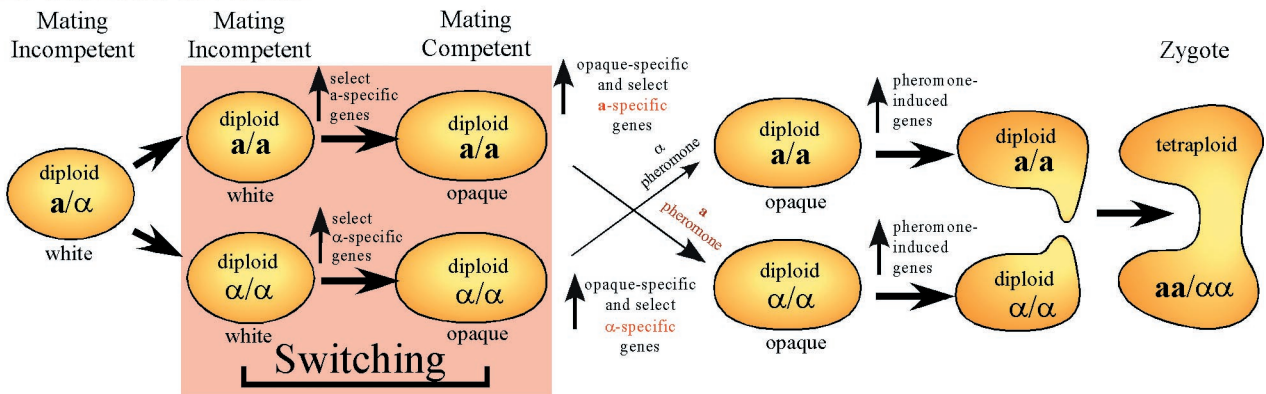 Mating
Incompetent
Mating
Incompetent
Mating
Competent
Zygote
diploid
a/α
white
select
a-specific
genes
diploid
a/a
white
diploid
a/a
opaque
select
α-specific
genes
diploid
α/α
white
diploid
α/α
opaque
Switching
opaque-specific
and select
a-specific
genes
α
pheromone
a
pheromone
opaque-specific
and select
α-specific
genes
diploid
a/a
opaque
diploid
α/α
opaque
pheromone-
induced
genes
pheromone-
induced
genes
diploid
a/a
diploid
α/α
tetraploid
aa/αα